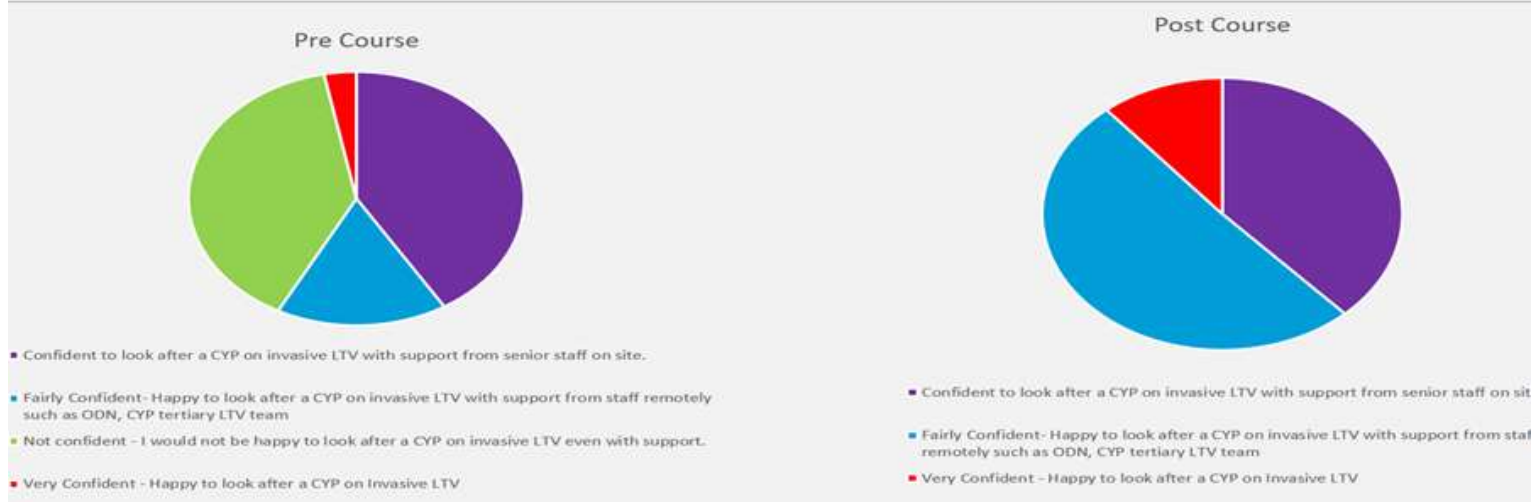 Pre Course
Confident to look after a CYP on invasive LTV with support from senior staff on site.
Fairly Confident- Happy to look after a CYP on invasive LTV with support from staff remotely
such as ODN, CYP tertiary LTV team
Not confident - I would not be happy to look after a CYP on invasive LTV even with support.
Very Confident - Happy to look after a CYP on Invasive LTV
Post Course
Confident to look after a CYP on invasive LTV with support from senior staff on sit
Fairly Confident- Happy to look after a CYP on invasive LTV with support from staf
remotely such as ODN, CYP tertiary LTV team
Very Confident - Happy to look after a CYP on Invasive LTV